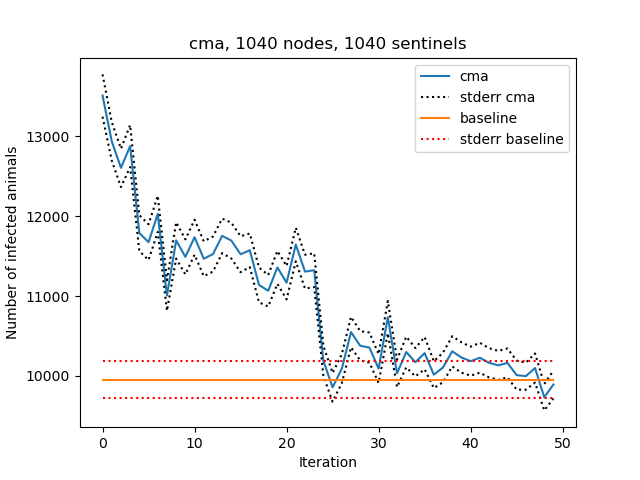 cma, 1040 nodes, 1040 sentinels
cma
stderr cma
baseline
stderr baseline
Number of infected animals
13000
12000
11000
10000
0 10 20 30 40 50
Iteration